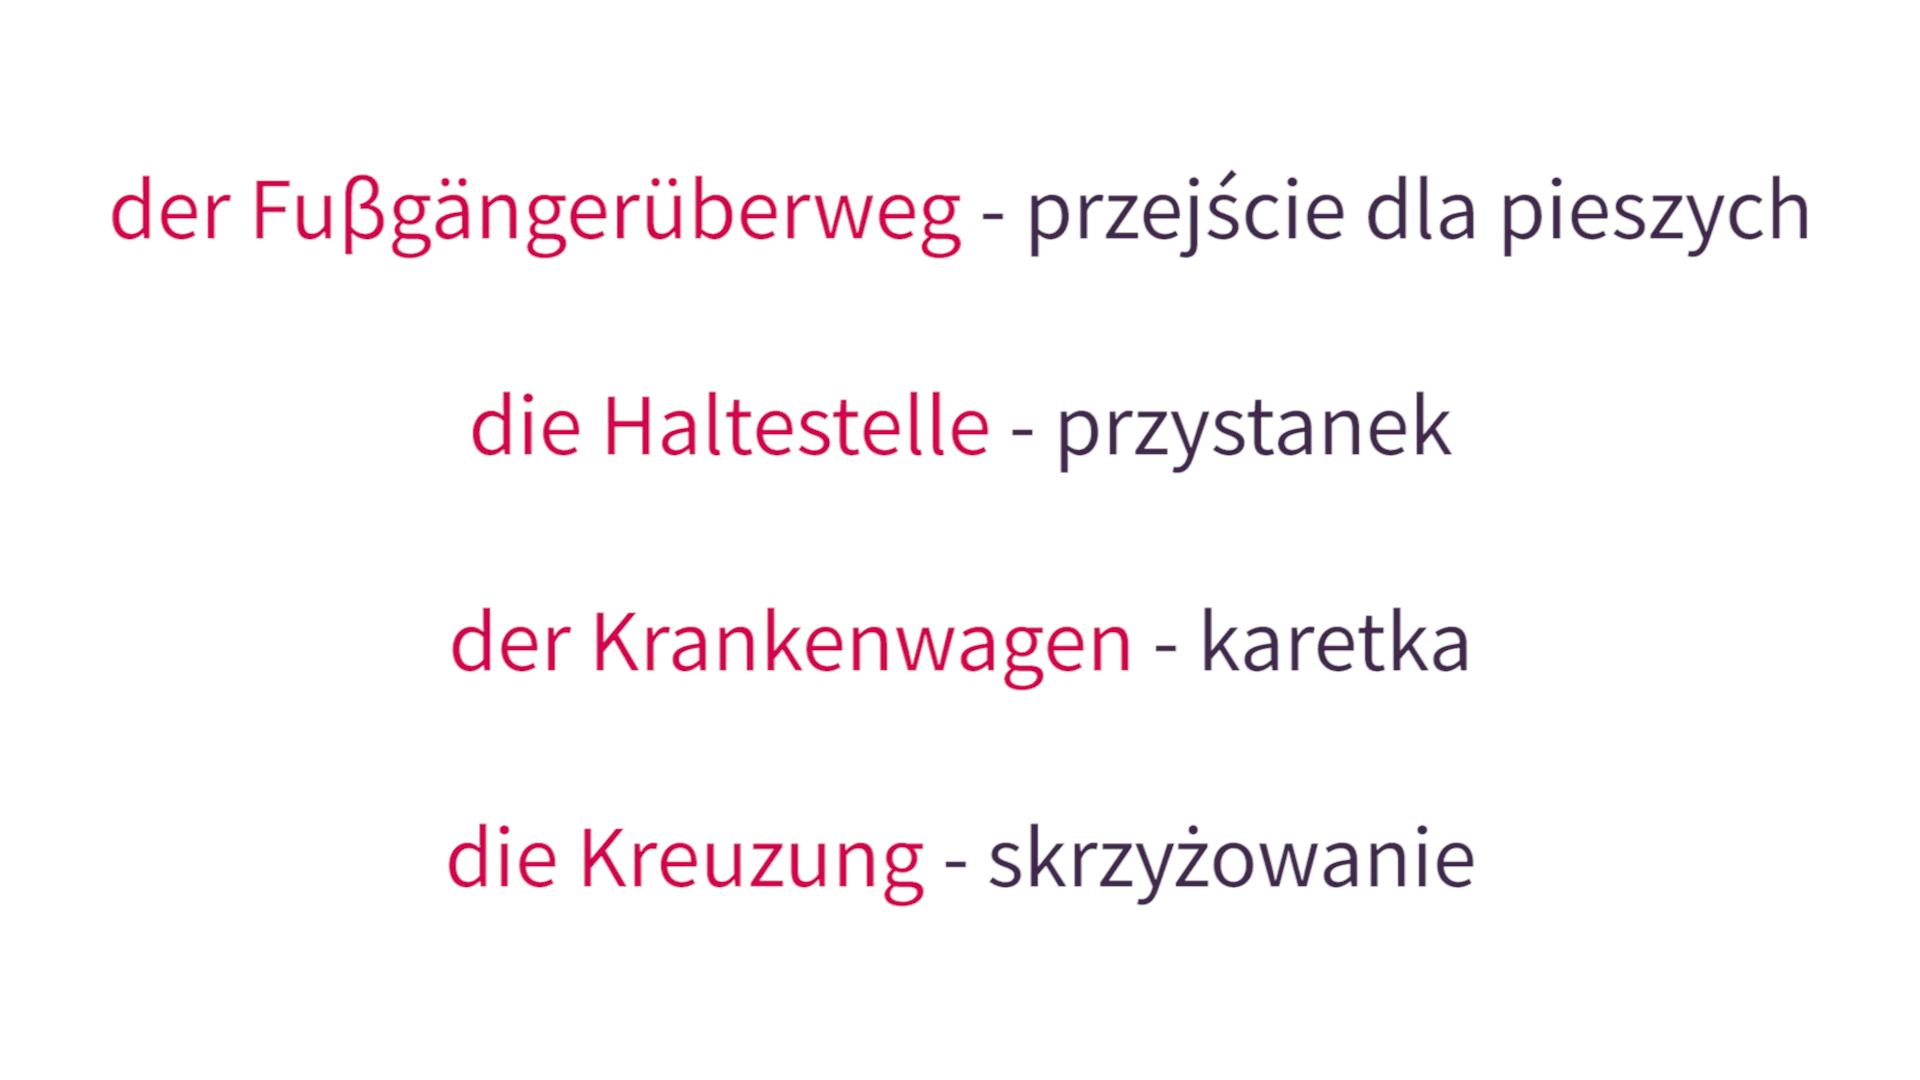 der Fußgängerüberweg - przejście dla pieszych
die Haltestelle - przystanek
der Krankenwagen - karetka
die Kreuzung - skrzyżowanie